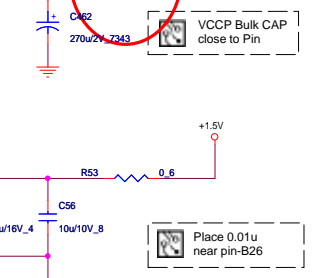 C462
270u/2V_7343
VCCP Bulk CAP
close to Pin
+1.5V
R53
0_6
C56
u/16V_4
10u/10V_8
Place 0.01u
near pin-B26